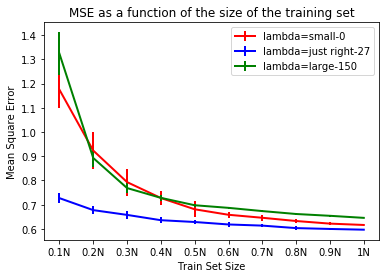 MSE as a function of the size of the training set
lambda=small-0
lambda=just right-27
lambda=large-150
Mean Square Error
1.4
1.3
1.2
1.1
1.0
0.9
0.8
0.7
0.6
0.1N 0.2N 0.3N 0.4N 0.5N 0.6N 0.7N 0.8N 0.9N 1N
Train Set Size